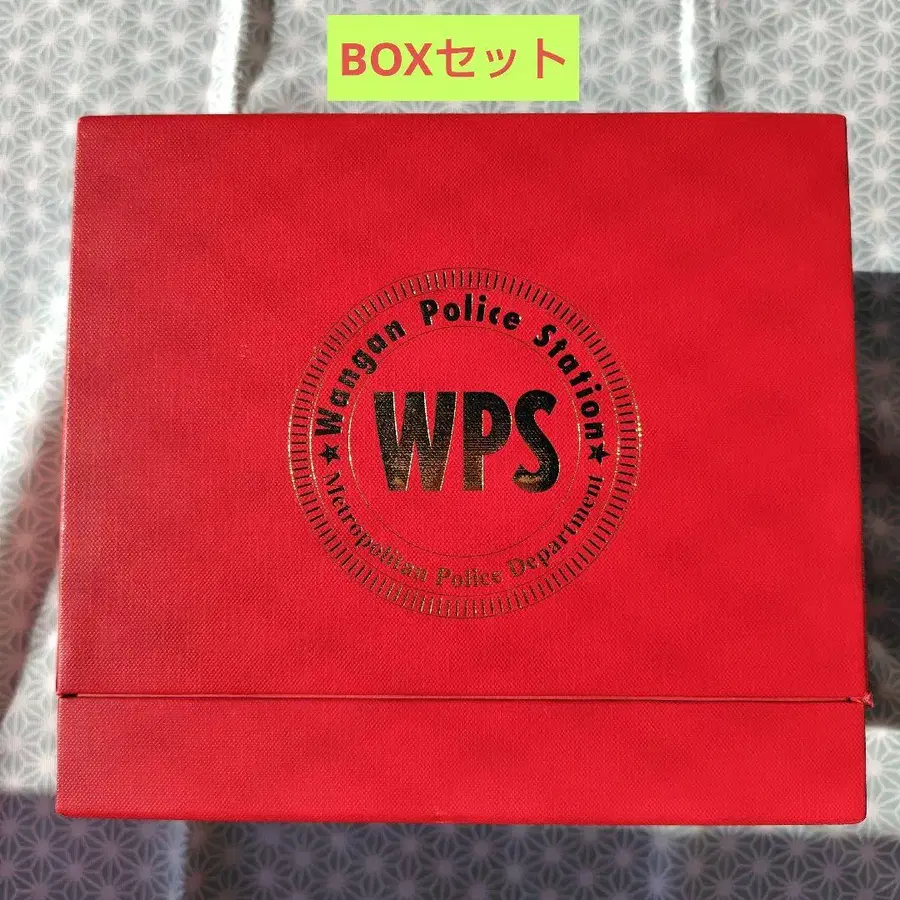 BOXセット
Wangan Police Station
WPS
Metropolitan Police Department